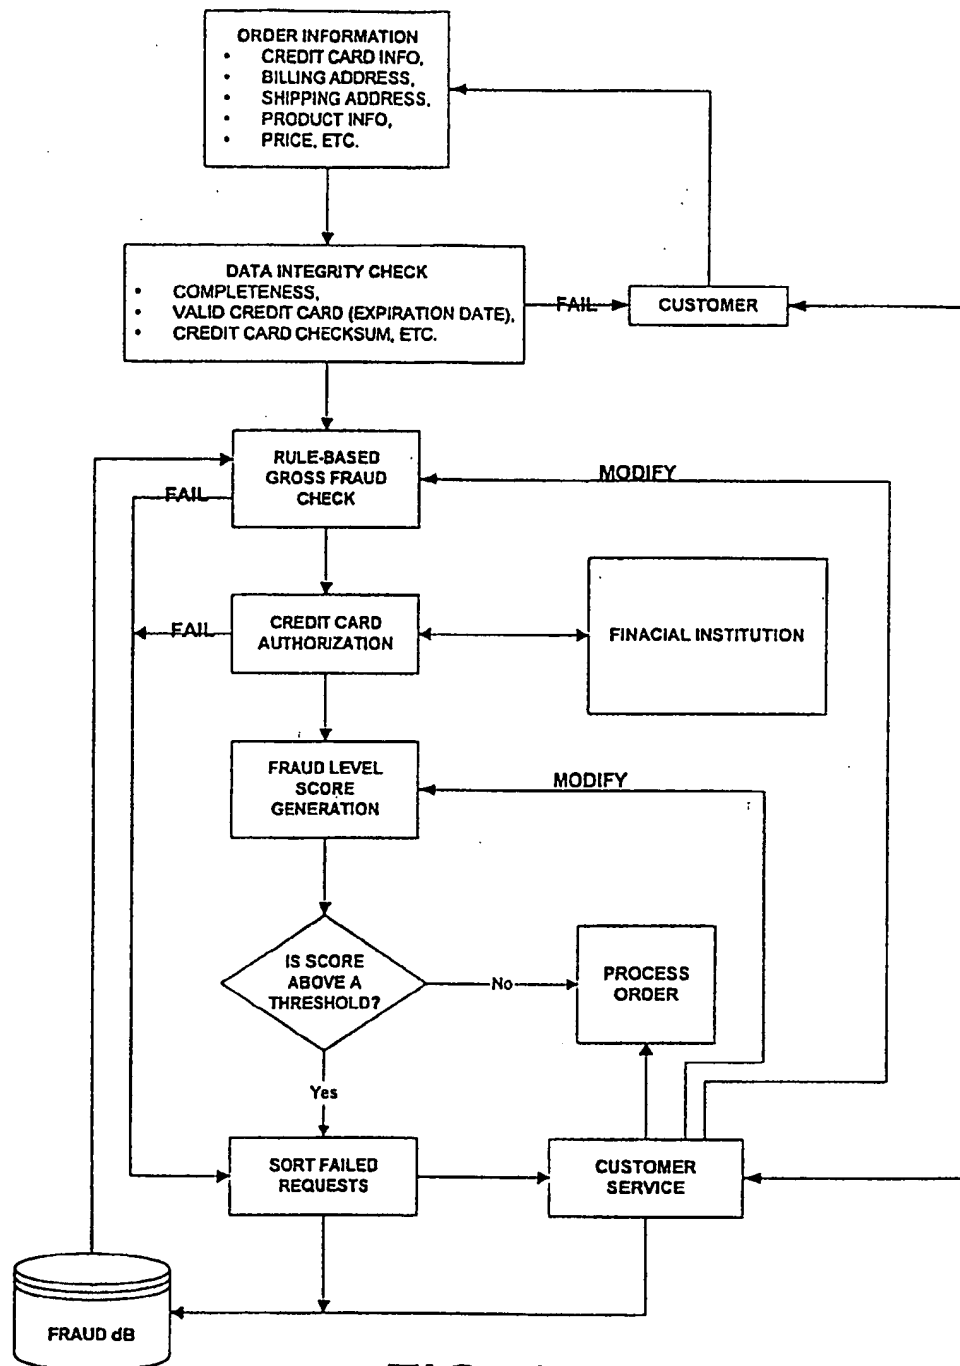 ORDER INFORMATION
• CREDIT CARD INFO,
• BILLING ADDRESS,
• SHIPPING ADDRESS,
• PRODUCT INFO,
• PRICE, ETC.
DATA INTEGRITY CHECK
• COMPLETENESS,
• VALID CREDIT CARD (EXPIRATION DATE),
• CREDIT CARD CHECKSUM, ETC.
FAIL
CUSTOMER
RULE-BASED
GROSS FRAUD
CHECK
FAIL
MODIFY
CREDIT CARD
AUTHORIZATION
FAIL
FINACIAL INSTITUTION
FRAUD LEVEL
SCORE
GENERATION
MODIFY
IS SCORE
ABOVE A
THRESHOLD?
No
PROCESS
ORDER
Yes
SORT FAILED
REQUESTS
CUSTOMER
SERVICE
FRAUD dB